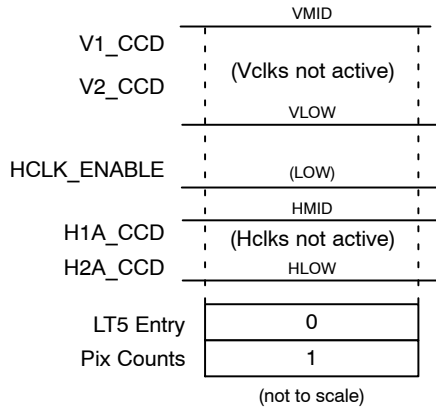 VMID
V1_CCD
(Vclks not active)
V2_CCD
VLOW
HCLK_ENABLE
(LOW)
HMID
H1A_CCD
(Hclks not active)
H2A_CCD
HLOW
LT5 Entry 0
Pix Counts 1
(not to scale)